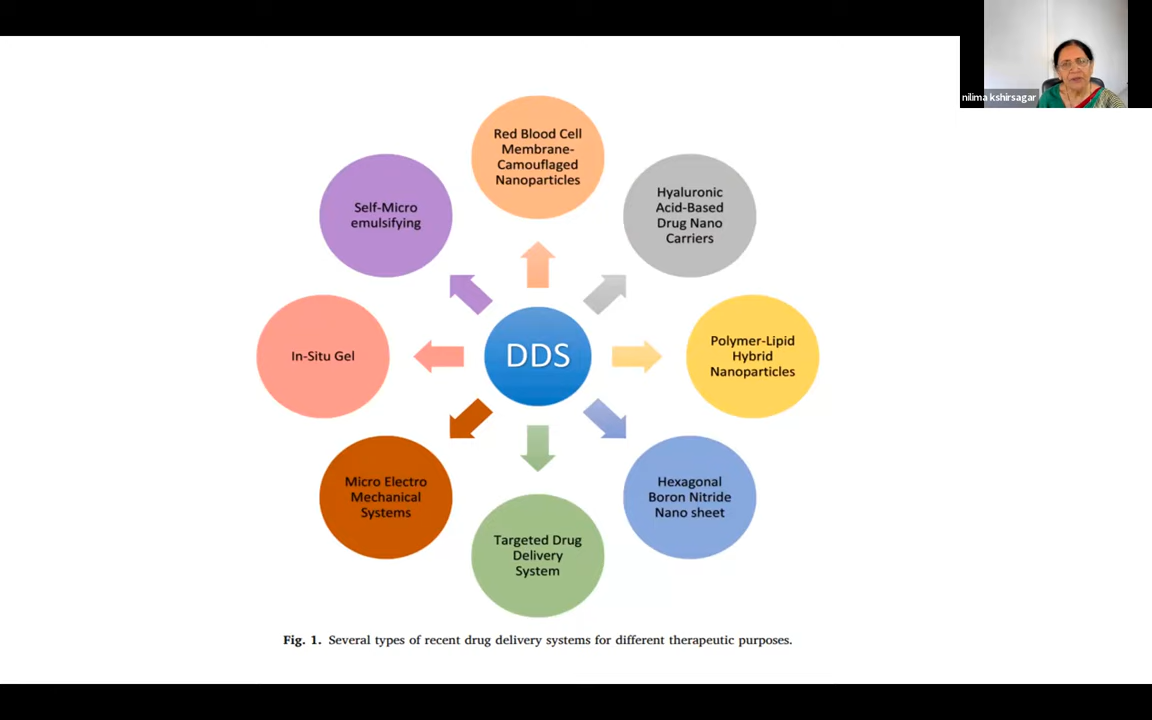 nilima kshirsagar
Red Blood Cell
Membrane-
Camouflaged
Nanoparticles
Hyaluronic
Acid-Based
Drug Nano
Carriers
Self-Micro
emulsifying
In-Situ Gel
DDS
Polymer-Lipid
Hybrid
Nanoparticles
Micro Electro
Mechanical
Systems
Hexagonal
Boron Nitride
Nano sheet
Targeted Drug
Delivery
System
Fig. 1. Several types of recent drug delivery systems for different therapeutic purposes.